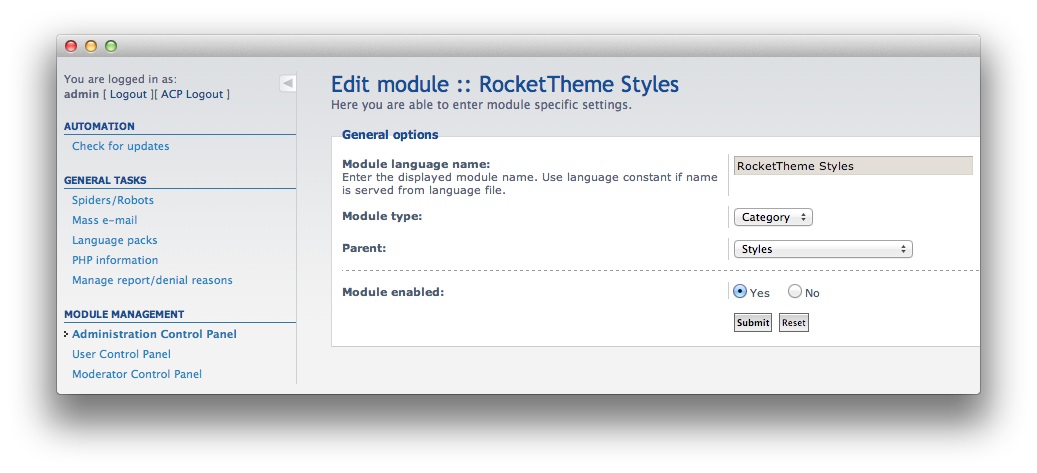 You are logged in as:
admin [ Logout ][ ACP Logout ]
AUTOMATION
Check for updates
GENERAL TASKS
Spiders/Robots
Mass e-mail
Language packs
PHP information
Manage report/denial reasons
MODULE MANAGEMENT
Administration Control Panel
User Control Panel
Moderator Control Panel
Edit module :: RocketTheme Styles
Here you are able to enter module specific settings.
General options
Module language name:
Enter the displayed module name. Use language constant if name
is served from language file.
RocketTheme Styles
Module type:
Category
Parent:
Styles
Module enabled:
Yes No
Submit Reset